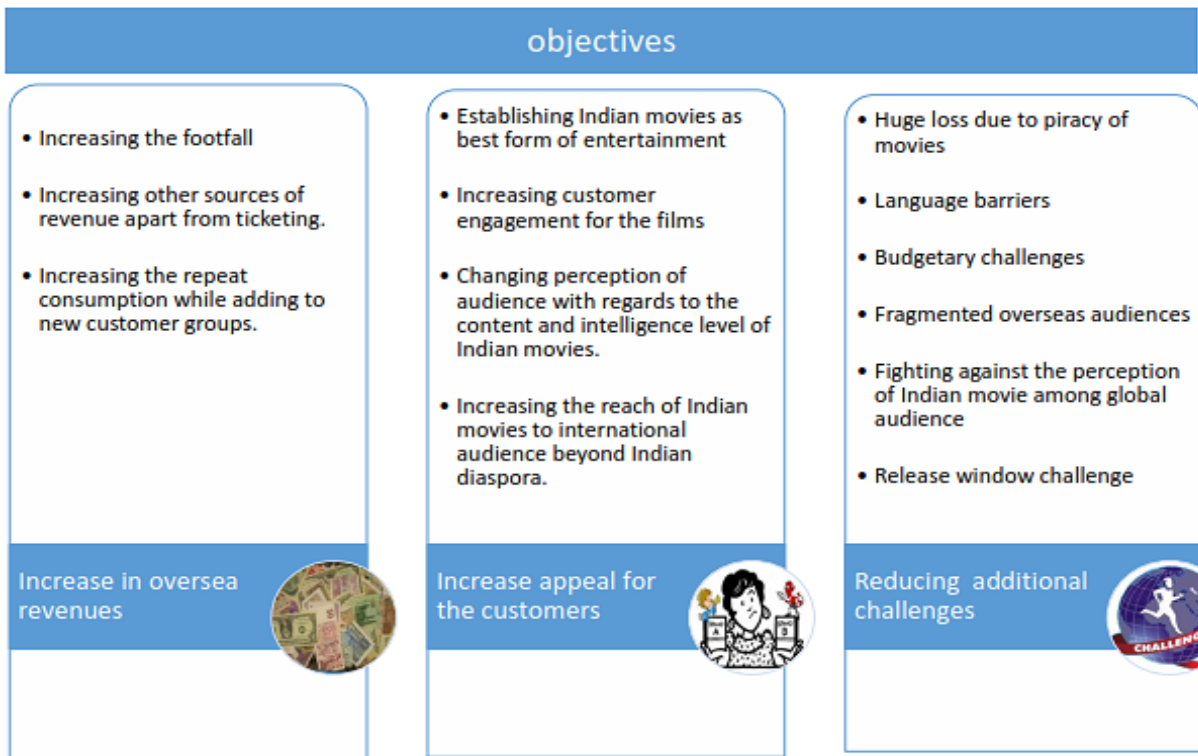 objectives
• Increasing the footfall
• Increasing other sources of
revenue apart from ticketing.
• Increasing the repeat
consumption while adding to
new customer groups.
Increase in oversea
revenues
• Establishing Indian movies as
best form of entertainment
• Increasing customer
engagement for the films
• Changing perception of
audience with regards to the
content and intelligence level of
Indian movies.
• Increasing the reach of Indian
movies to international
audience beyond Indian
diaspora.
Increase appeal for
the customers
• Huge loss due to piracy of
movies
• Language barriers
• Budgetary challenges
• Fragmented overseas audiences
• Fighting against the perception
of Indian movie among global
audience
• Release window challenge
Reducing additional
challenges